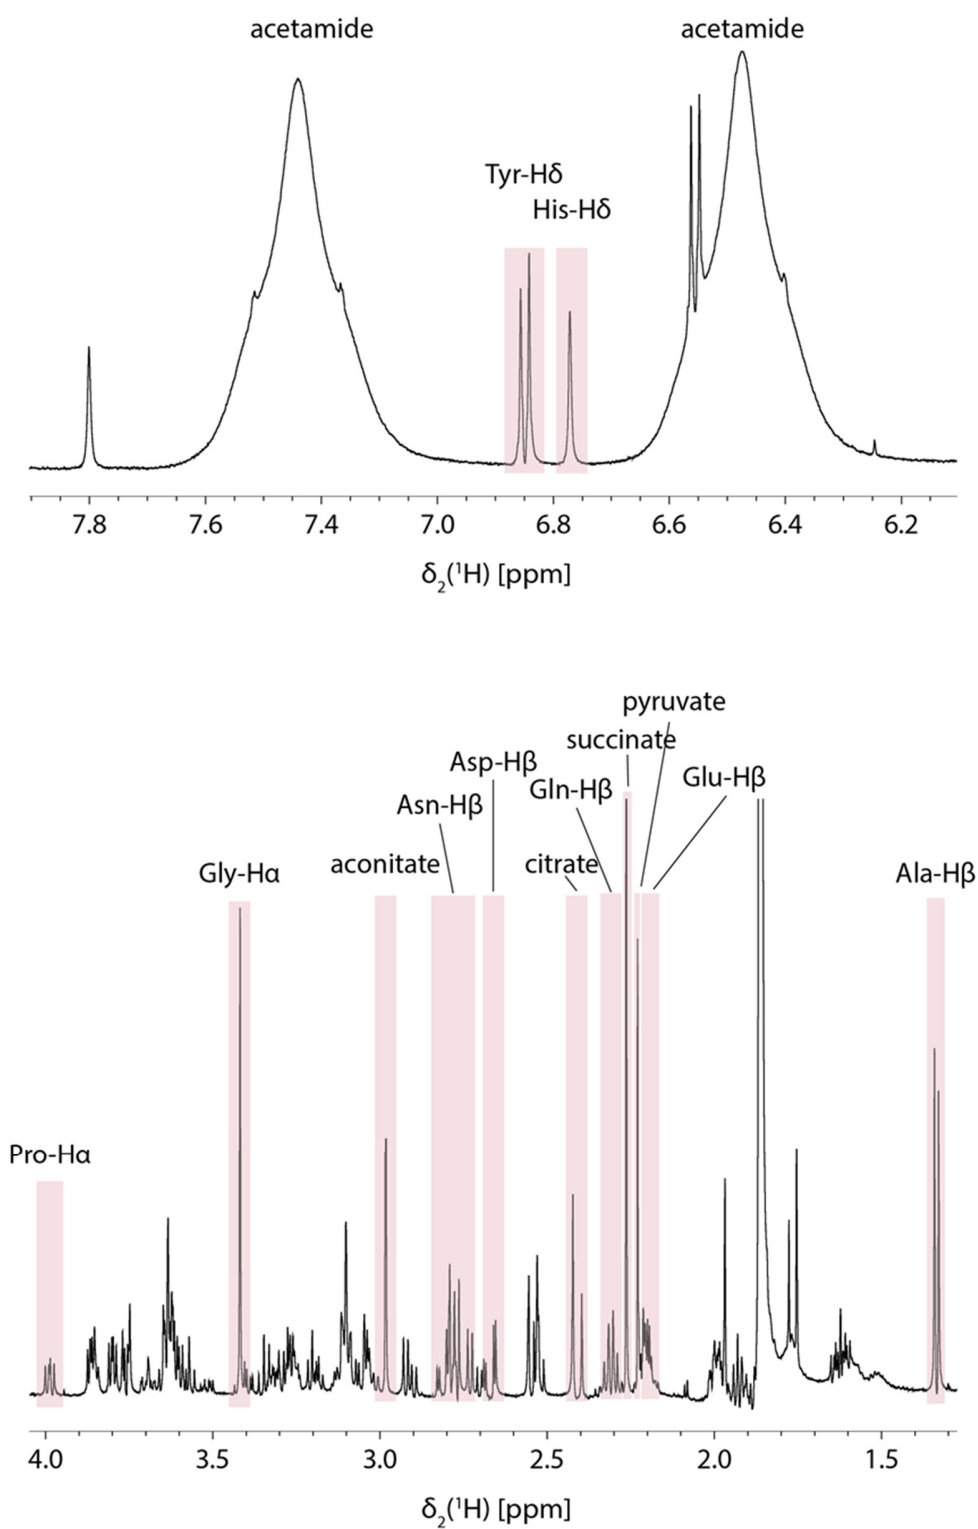 acetamide acetamide
Tyr-Hδ
His-Hδ
7.8 7.6 7.4 7.0 6.8 6.6 6.4 6.2
δ₂(¹H) [ppm]
pyruvate
succinate
Asp-Hβ
Glu-Hβ
Gln-Hβ
Asn-Hβ
aconitate citrate
Gly-Hα Ala-Hβ
Pro-Hα
4.0 3.5 3.0 2.5 2.0 1.5
δ₂(¹H) [ppm]